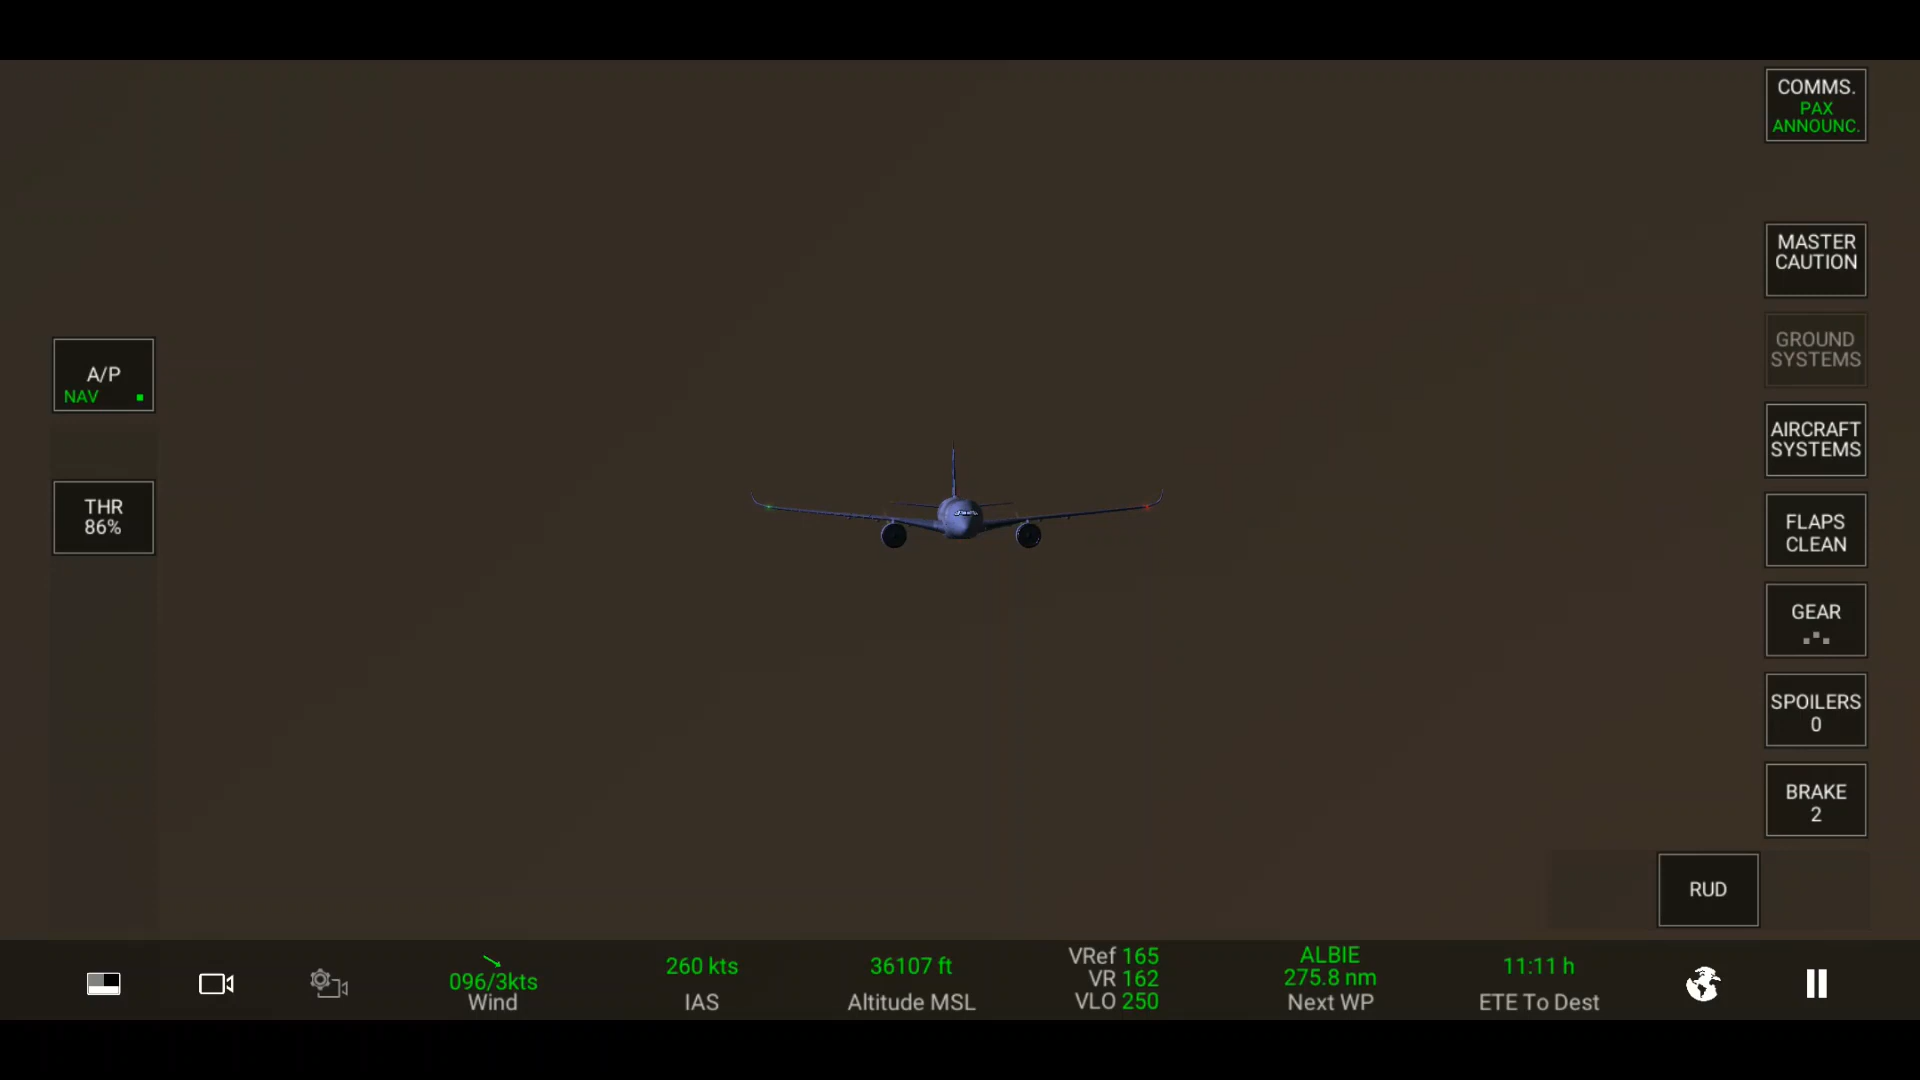 COMMS.
PAX
ANNOUNC.
MASTER
CAUTION
GROUND
SYSTEMS
A/P
NAV
AIRCRAFT
SYSTEMS
THR
86%
FLAPS
CLEAN
GEAR
SPOILERS
0
BRAKE
2
RUD
096/3kts
Wind
260 kts
IAS
36107 ft
Altitude MSL
VRef 165
VR 162
VLO 250
ALBIE
275.8 nm
Next WP
11:11 h
ETE To Dest